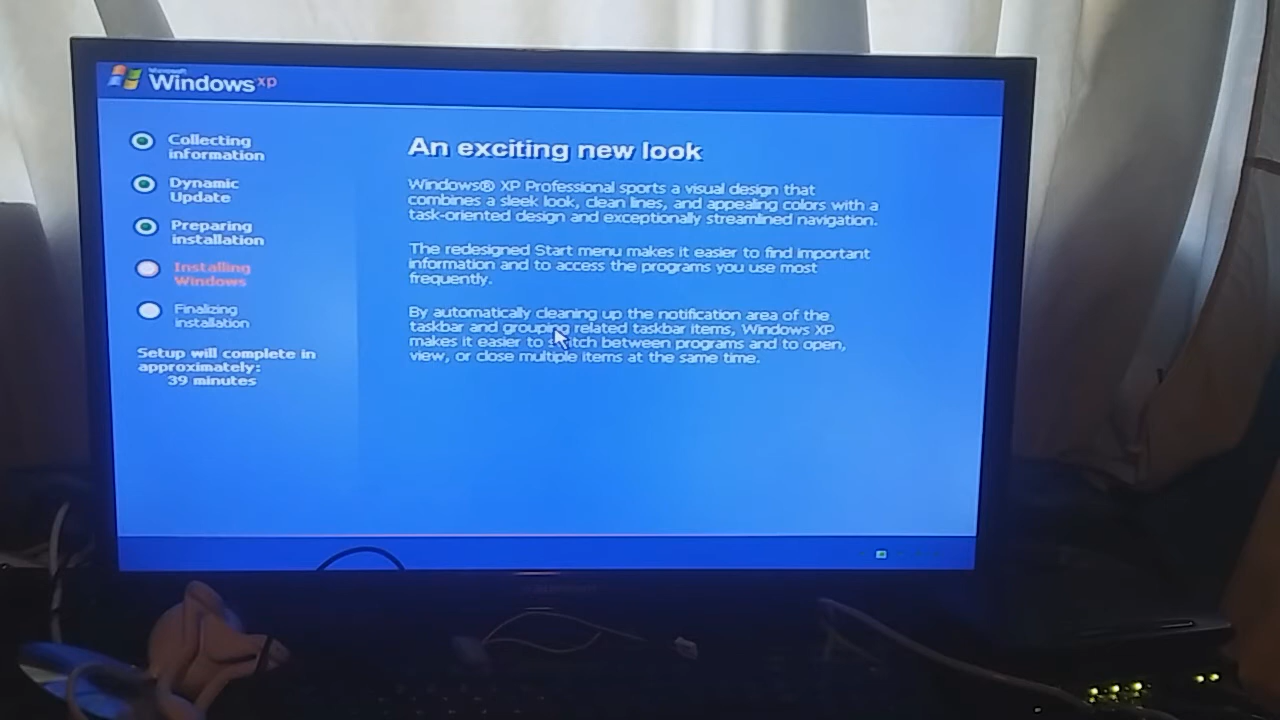 Microsoft
Windows xp
Collecting
information
Dynamic
Update
Preparing
installation
Installing
Windows
Finalizing
installation
Setup will complete in
approximately:
39 minutes
An exciting new look
Windows® XP Professional sports a visual design that
combines a sleek look, clean lines, and appealing colors with a
task-oriented design and exceptionally streamlined navigation.
The redesigned Start menu makes it easier to find important
information and to access the programs you use most
frequently.
By automatically cleaning up the notification area of the
taskbar and grouping related taskbar items, Windows XP
makes it easier to switch between programs and to open,
view, or close multiple items at the same time.